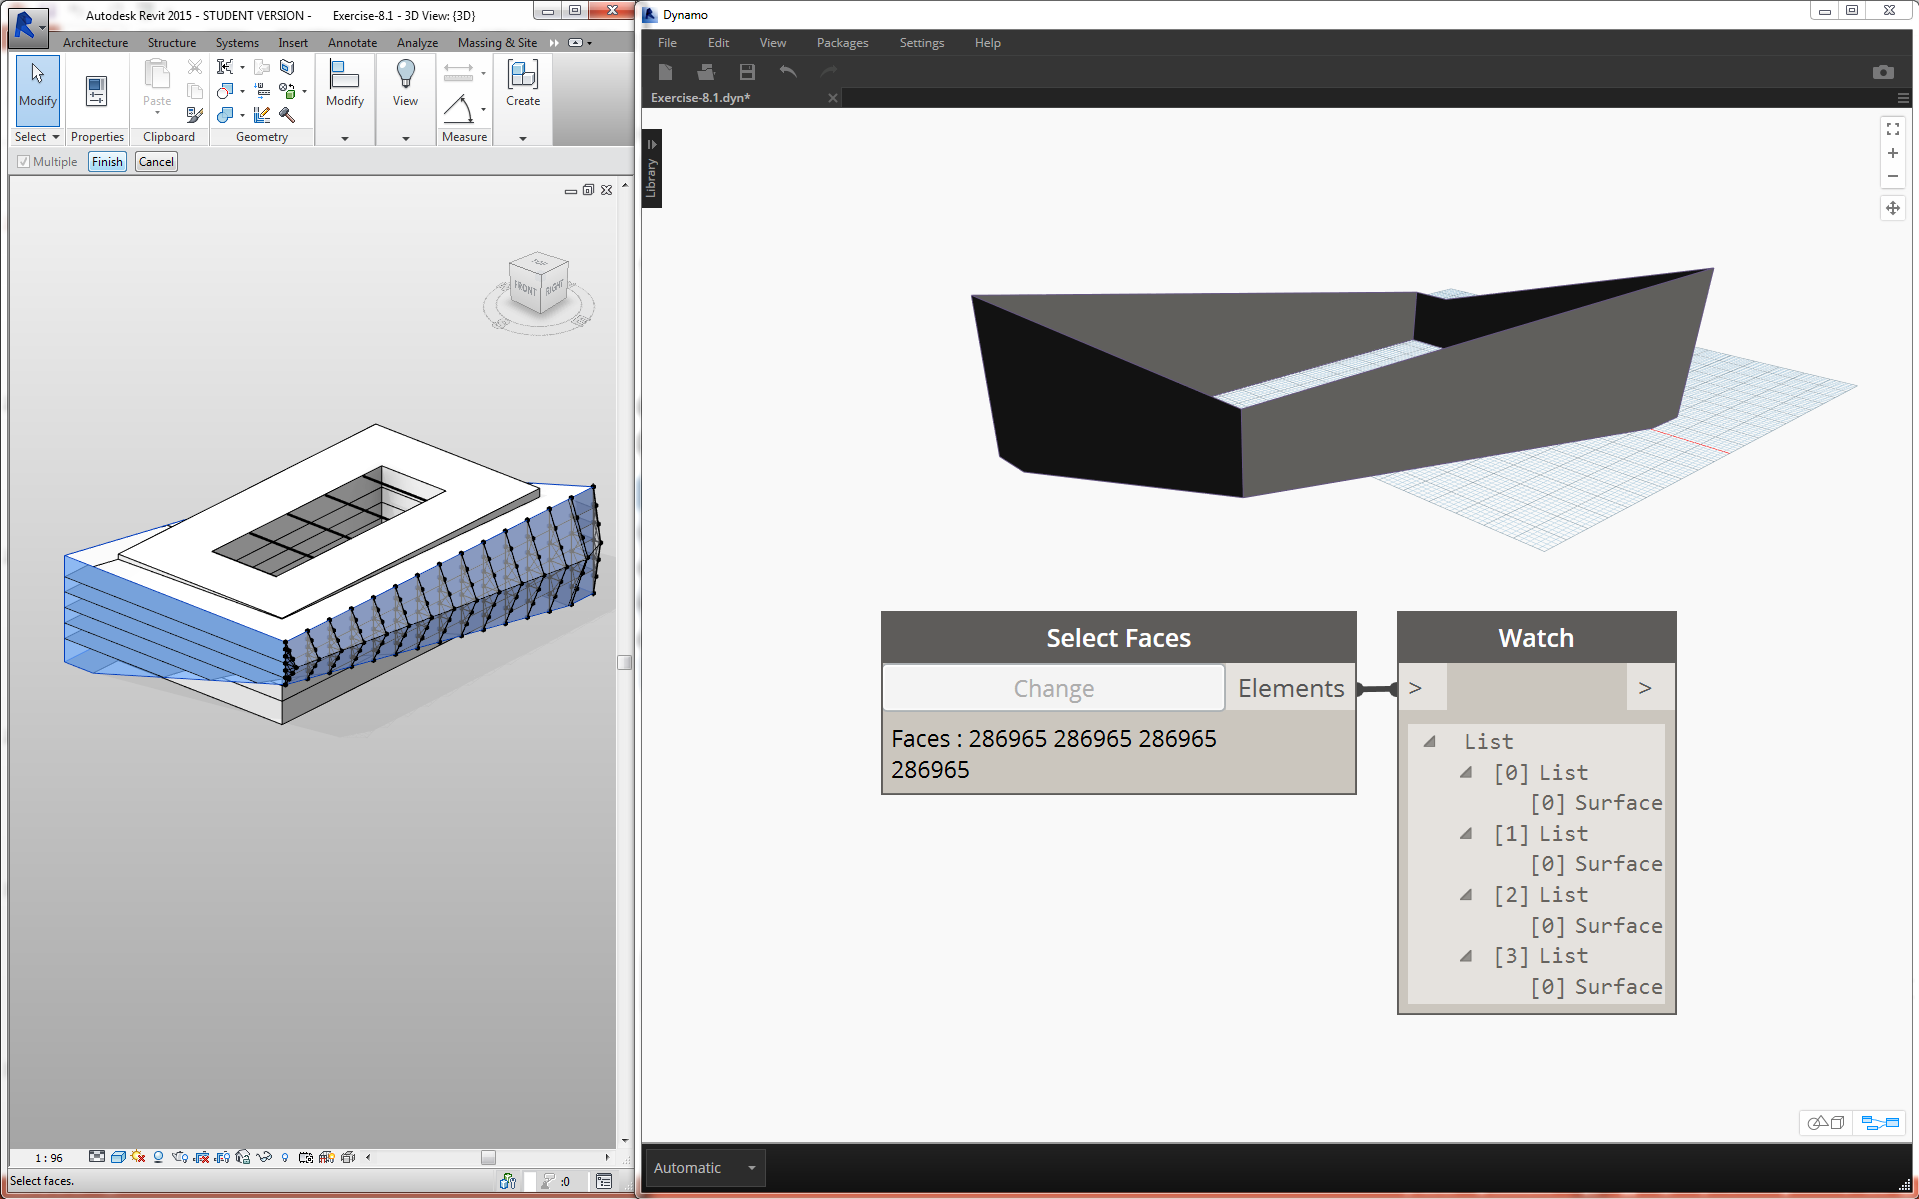 Autodesk Revit 2015 - STUDENT VERSION - Exercise-8.1 - 3D View: {3D}
Architecture Structure Systems Insert Annotate Analyze Massing & Site
Modify
Paste
Modify
View
Create
Select
Properties
Clipboard
Geometry
Measure
Multiple
Finish
Cancel
TOP
FRONT
RIGHT
1 : 96
Select faces.
:0
Dynamo
File Edit View Packages Settings Help
Exercise-8.1.dyn*
Library
Select Faces
Change
Elements
Faces : 286965 286965 286965
286965
Watch
> >
List
[0] List
[0] Surface
[1] List
[0] Surface
[2] List
[0] Surface
[3] List
[0] Surface
Automatic